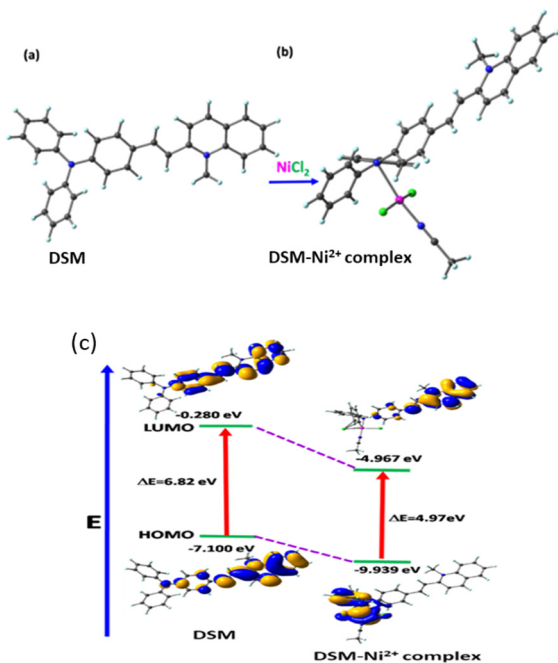 (a)
(b)
NiCl2
DSM
DSM-Ni²⁺ complex
(c)
-0.280 eV
LUMO
-4.967 eV
ΔE=6.82 eV
ΔE=4.97eV
E
HOMO
-7.100 eV
-9.939 eV
DSM
DSM-Ni²⁺ complex